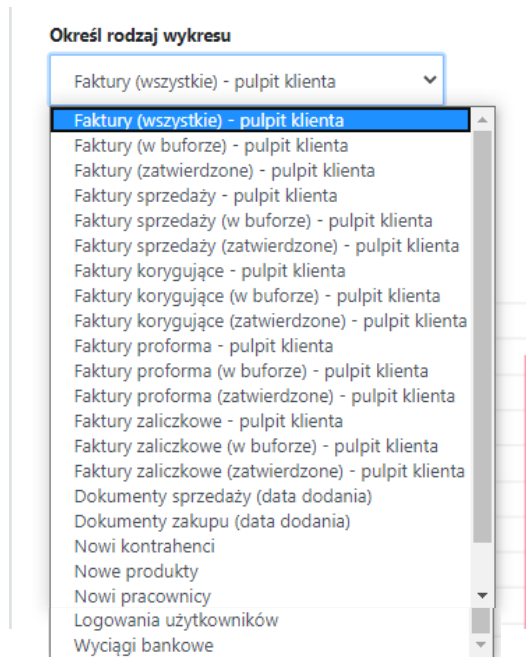 Określ rodzaj wykresu
Faktury (wszystkie) - pulpit klienta
Faktury (wszystkie) - pulpit klienta
Faktury (w buforze) - pulpit klienta
Faktury (zatwierdzone) - pulpit klienta
Faktury sprzedaży - pulpit klienta
Faktury sprzedaży (w buforze) - pulpit klienta
Faktury sprzedaży (zatwierdzone) - pulpit klienta
Faktury korygujące - pulpit klienta
Faktury korygujące (w buforze) - pulpit klienta
Faktury korygujące (zatwierdzone) - pulpit klienta
Faktury proforma - pulpit klienta
Faktury proforma (w buforze) - pulpit klienta
Faktury proforma (zatwierdzone) - pulpit klienta
Faktury zaliczkowe - pulpit klienta
Faktury zaliczkowe (w buforze) - pulpit klienta
Faktury zaliczkowe (zatwierdzone) - pulpit klienta
Dokumenty sprzedaży (data dodania)
Dokumenty zakupu (data dodania)
Nowi kontrahenci
Nowe produkty
Nowi pracownicy
Logowania użytkowników
Wyciągi bankowe